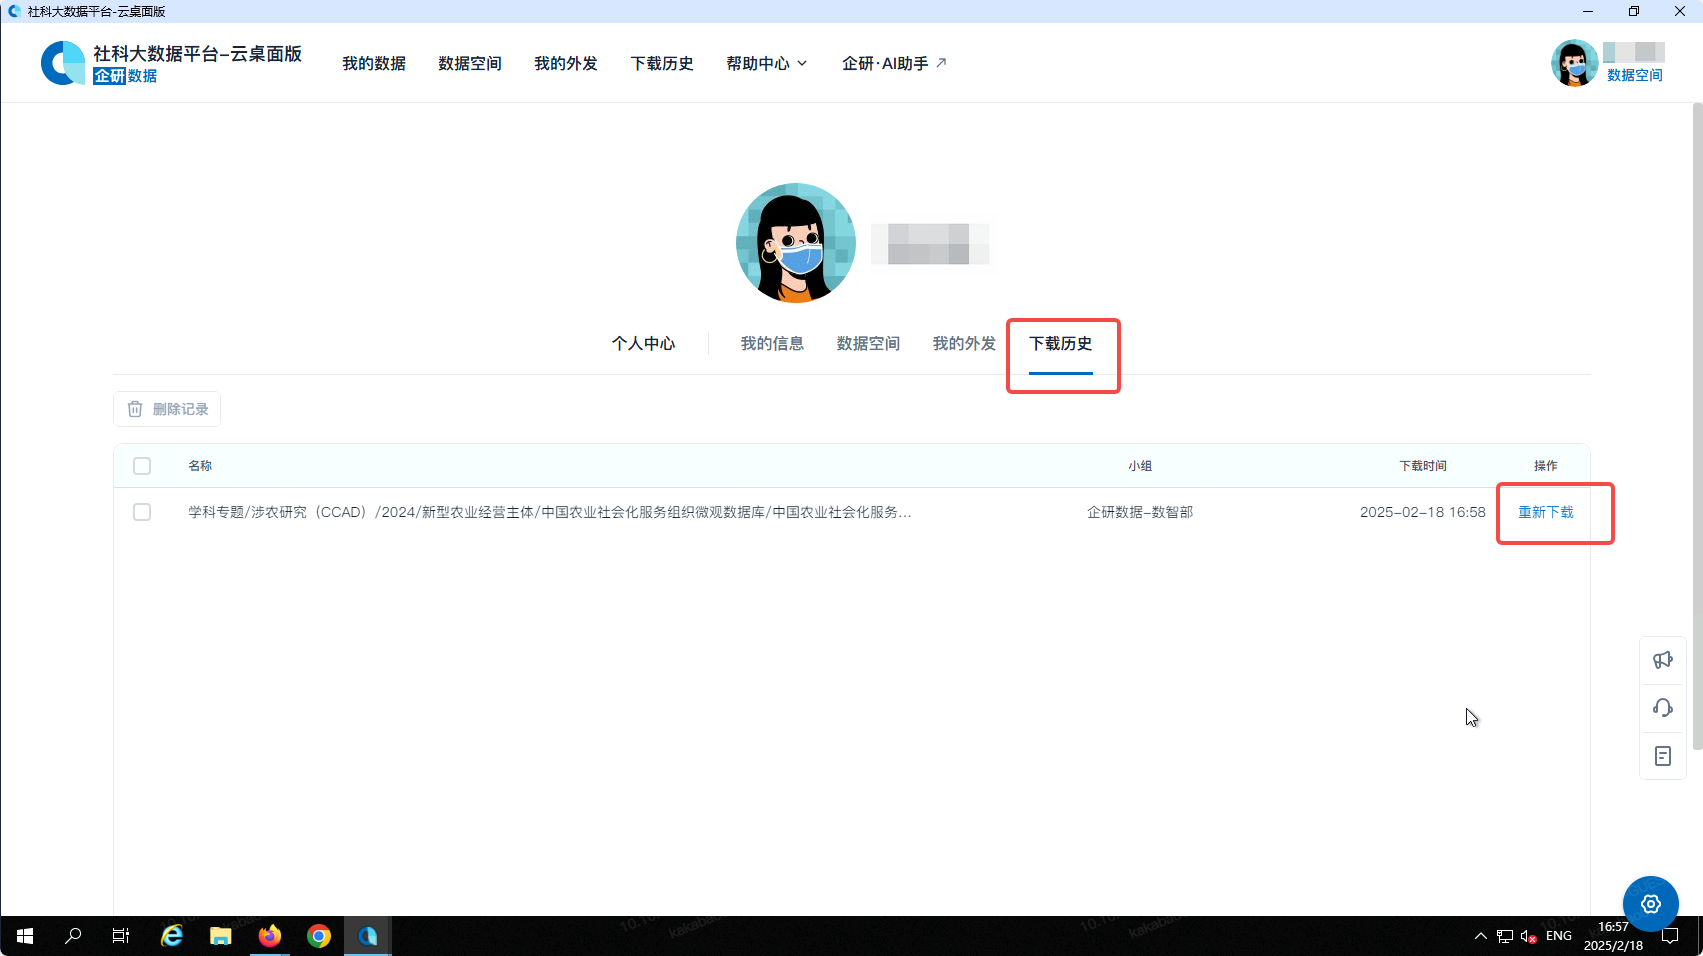 社科大数据平台-云桌面版
社科大数据平台-云桌面版
企研数据
我的数据 数据空间 我的外发 下载历史 帮助中心 企研·AI助手
数据空间
个人中心 我的信息 数据空间 我的外发 下载历史
删除记录
名称 小组 下载时间 操作
学科专题/涉农研究（CCAD）/2024/新型农业经营主体/中国农业社会化服务组织微观数据库/中国农业社会化服务... 企研数据-数智部 2025-02-18 16:58 重新下载
ENG
16:57
2025/2/18